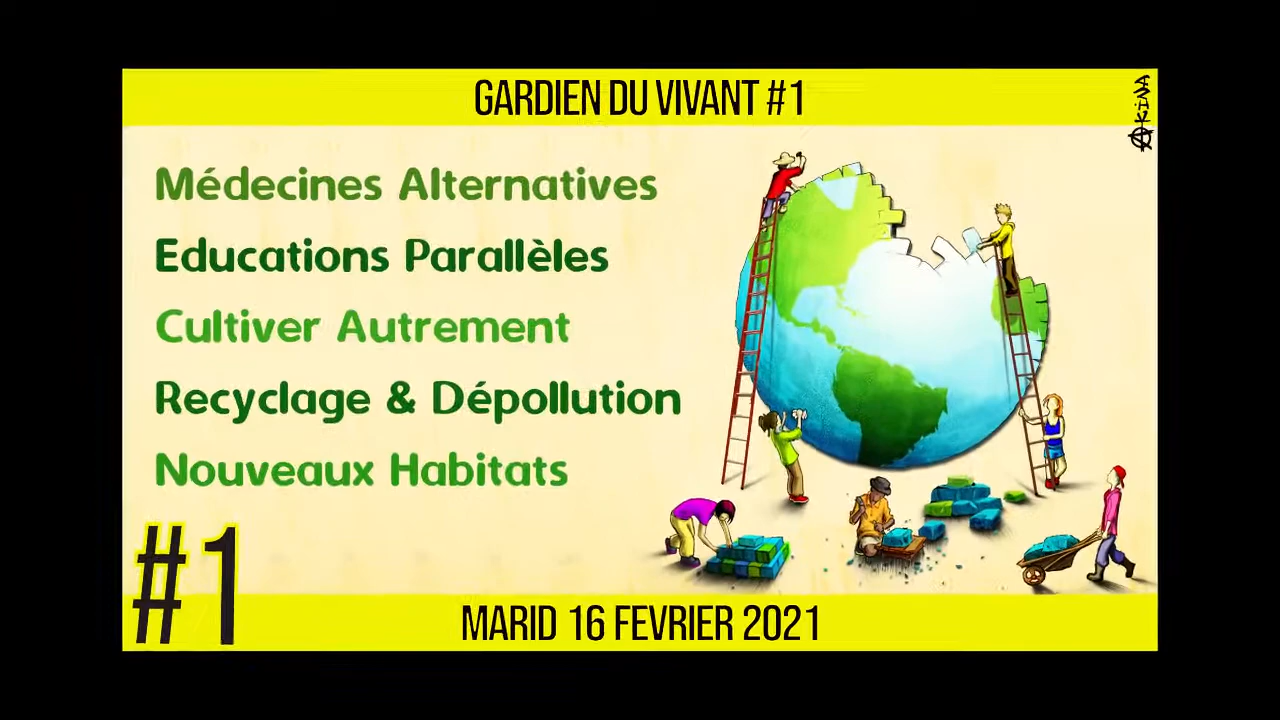 GARDIEN DU VIVANT #1
AKINA
Médecines Alternatives
Educations Parallèles
Cultiver Autrement
Recyclage & Dépollution
Nouveaux Habitats
#1
MARID 16 FEVRIER 2021